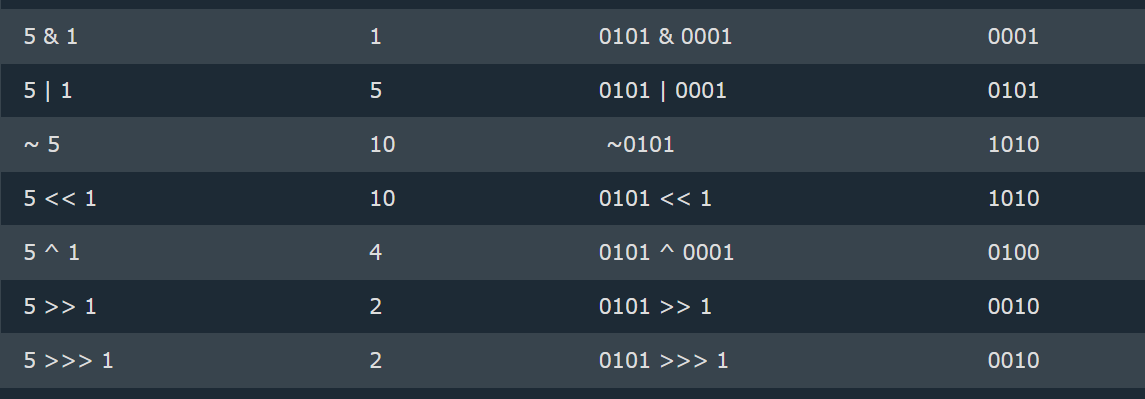 5 & 1 1 0101 & 0001 0001
5 | 1 5 0101 | 0001 0101
~ 5 10 ~0101 1010
5 << 1 10 0101 << 1 1010
5 ^ 1 4 0101 ^ 0001 0100
5 >> 1 2 0101 >> 1 0010
5 >>> 1 2 0101 >>> 1 0010